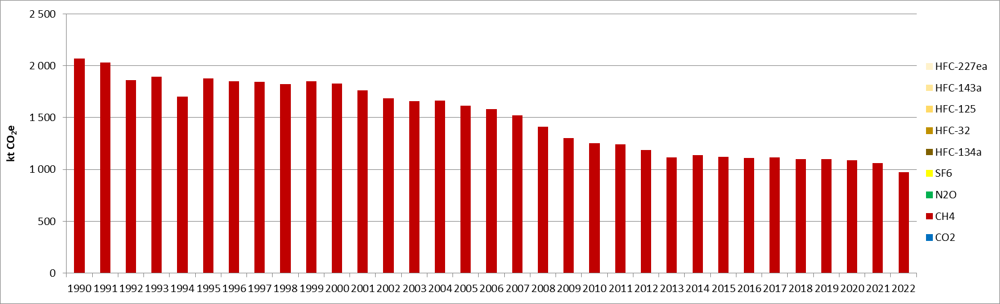 2 500
2 000
1 500
1 000
500
0
kt CO₂e
1990 1991 1992 1993 1994 1995 1996 1997 1998 1999 2000 2001 2002 2003 2004 2005 2006 2007 2008 2009 2010 2011 2012 2013 2014 2015 2016 2017 2018 2019 2020 2021 2022
HFC-227ea
HFC-143a
HFC-125
HFC-32
HFC-134a
SF6
N2O
CH4
CO2